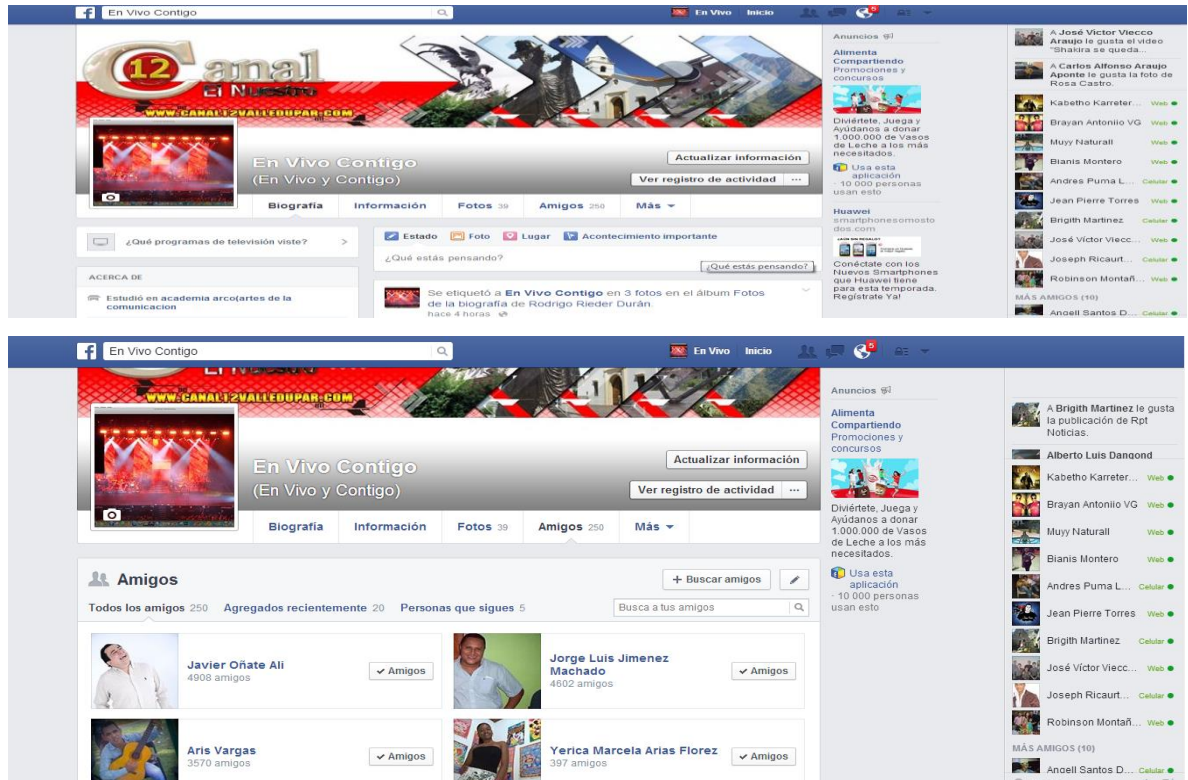 En Vivo Contigo
En Vivo Inicio 5
12 Canal
El Nuestro
WWW.CANAL12VALLEDUPAR.COM
En Vivo Contigo
(En Vivo y Contigo)
Actualizar información
Ver registro de actividad ...
Biografía Información Fotos 39 Amigos 250 Más
¿Qué programas de televisión viste? >
ACERCA DE
Estudió en academia arco(artes de la
comunicacion
Estado Foto Lugar Acontecimiento importante
¿Qué estás pensando?
¿Qué estás pensando?
Se etiquetó a En Vivo Contigo en 3 fotos en el álbum Fotos
de la biografía de Rodrigo Rieder
Durán.
hace 4 horas
Anuncios
Alimenta
Compartiendo
Promociones y
concursos
Diviértete, Juega y
Ayúdanos a donar
1.000.000 de Vasos
de Leche a los más
necesitados.
Usa esta
aplicación
· 10 000 personas
usan esto
Huawei
smartphonesomosto
dos.com
Conéctate con los
Nuevos Smartphones
que Huawei tiene
para esta temporada.
Regístrate Ya!
A José Victor Viecco
Araujo le gusta el video
"Shakira se queda...
A Carlos Alfonso Araujo
Aponte le gusta la foto de
Rosa Castro.
Kabetho Karreter... Web
Brayan Antoniio VG Web
Muyy Naturall Web
Bianis Montero Web
Andres Puma L... Celular
Jean Pierre Torres Web
Brigith Martinez Celular
José Víctor Viecc... Web
Joseph Ricaurt... Celular
Robinson Montañ... Web
MÁS AMIGOS (10)
Angell Santos D... Celular
En Vivo Contigo
En Vivo Inicio 5
El Nuestro
WWW.CANAL12VALLEDUPAR.COM
En Vivo Contigo
(En Vivo y Contigo)
Actualizar información
Ver registro de actividad ...
Biografía Información Fotos 39 Amigos 250 Más
Amigos
+ Buscar amigos
Todos los amigos 250 Agregados recientemente 20 Personas que sigues 5
Busca a tus amigos
Javier Oñate Ali
4908 amigos
Amigos
Jorge Luis Jimenez
Machado
4602 amigos
Amigos
Aris Vargas
3570 amigos
Amigos
Yerica Marcela Arias Florez
397 amigos
Amigos
Anuncios
Alimenta
Compartiendo
Promociones y
concursos
Diviértete, Juega y
Ayúdanos a donar
1.000.000 de Vasos
de Leche a los más
necesitados.
Usa esta
aplicación
· 10 000 personas
usan esto
A Brigith Martinez le gusta
la publicación de Rpt
Noticias.
Alberto Luis Dangond
Kabetho Karreter... Web
Brayan Antoniio VG Web
Muyy Naturall Web
Bianis Montero Web
Andres Puma L... Celular
Jean Pierre Torres Web
Brigith Martinez Celular
José Víctor Viecc... Web
Joseph Ricaurt... Celular
Robinson Montañ... Web
MÁS AMIGOS (10)
Angell Santos D... Celular